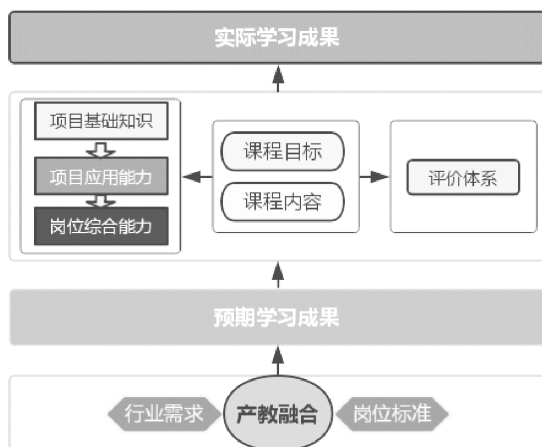 实际学习成果
项目基础知识
项目应用能力
岗位综合能力
课程目标
课程内容
评价体系
预期学习成果
行业需求
产教融合
岗位标准